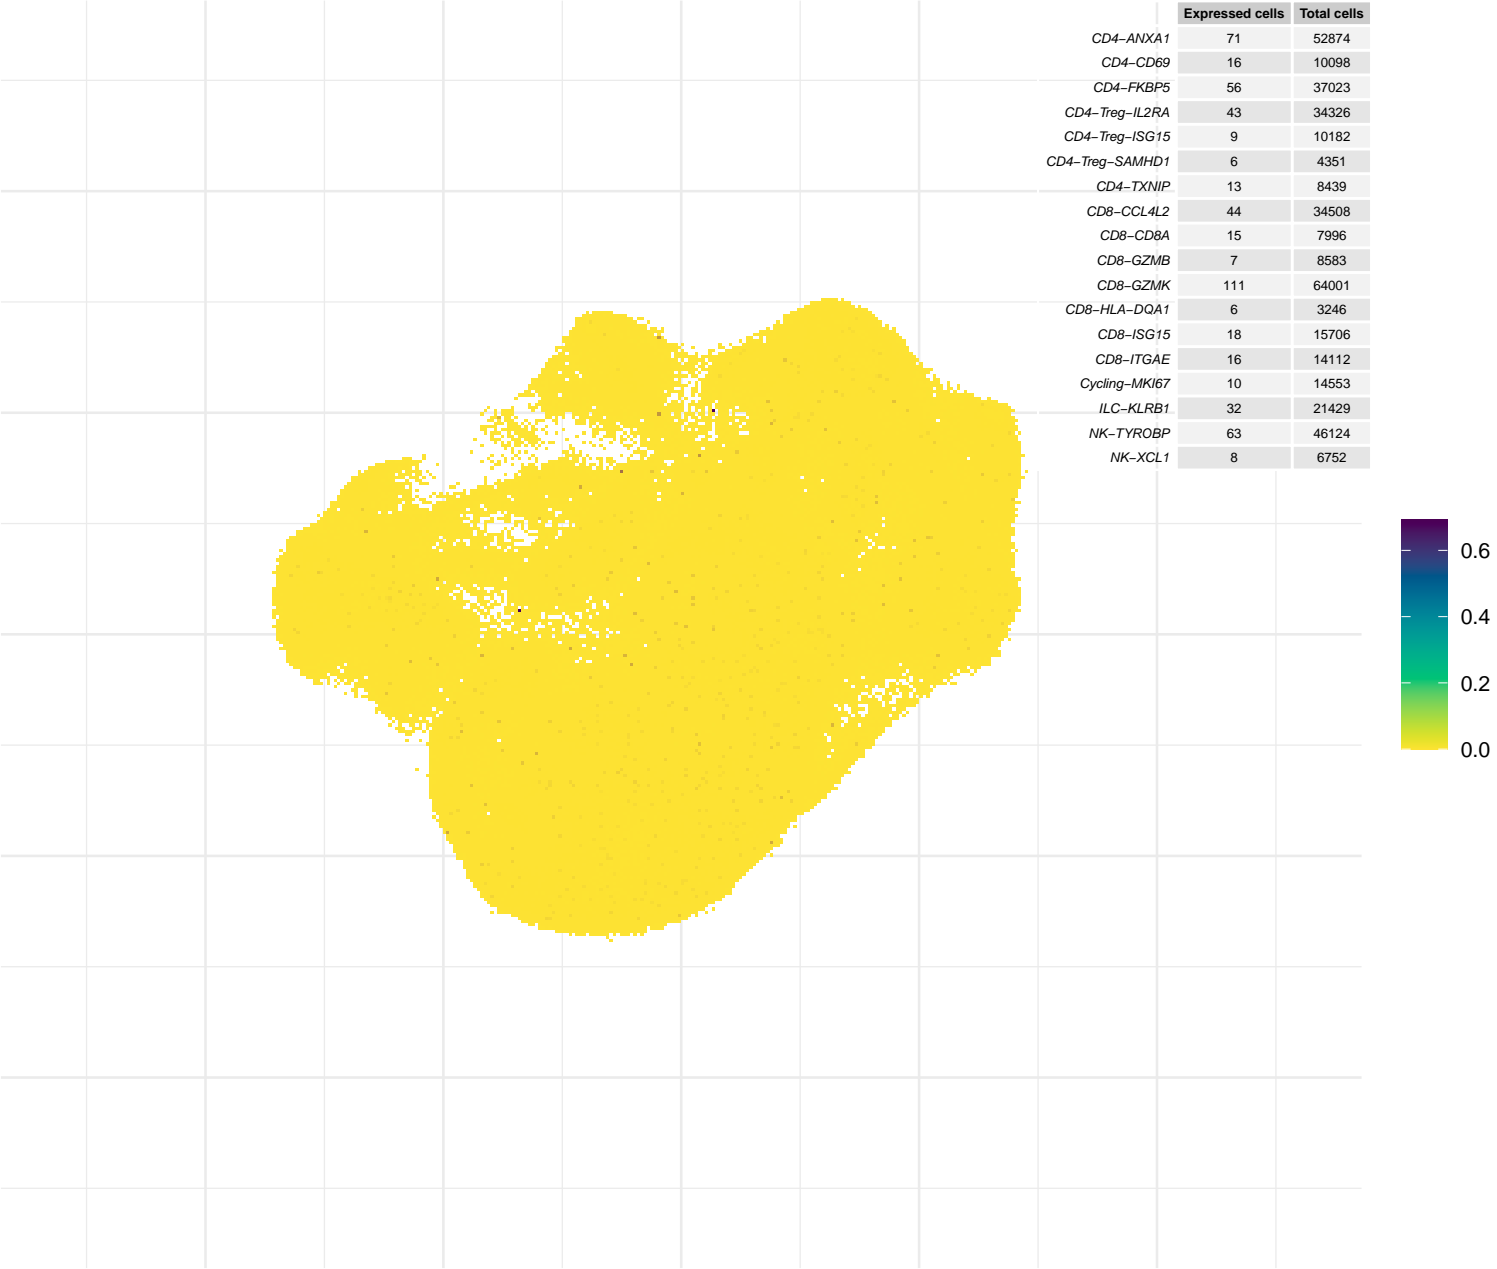 Expressed cells Total cells
CD4−ANXA1 71 52874
CD4−CD69 16 10098
CD4−FKBP5 56 37023
CD4−Treg−IL2RA 43 34326
CD4−Treg−ISG15 9 10182
CD4−Treg−SAMHD1 6 4351
CD4−TXNIP 13 8439
CD8−CCL4L2 44 34508
CD8−CD8A 15 7996
CD8−GZMB 7 8583
CD8−GZMK 111 64001
CD8−HLA−DQA1 6 3246
CD8−ISG15 18 15706
CD8−ITGAE 16 14112
Cycling−MKI67 10 14553
ILC−KLRB1 32 21429
NK−TYROBP 63 46124
NK−XCL1 8 6752
0.6
0.4
0.2
0.0